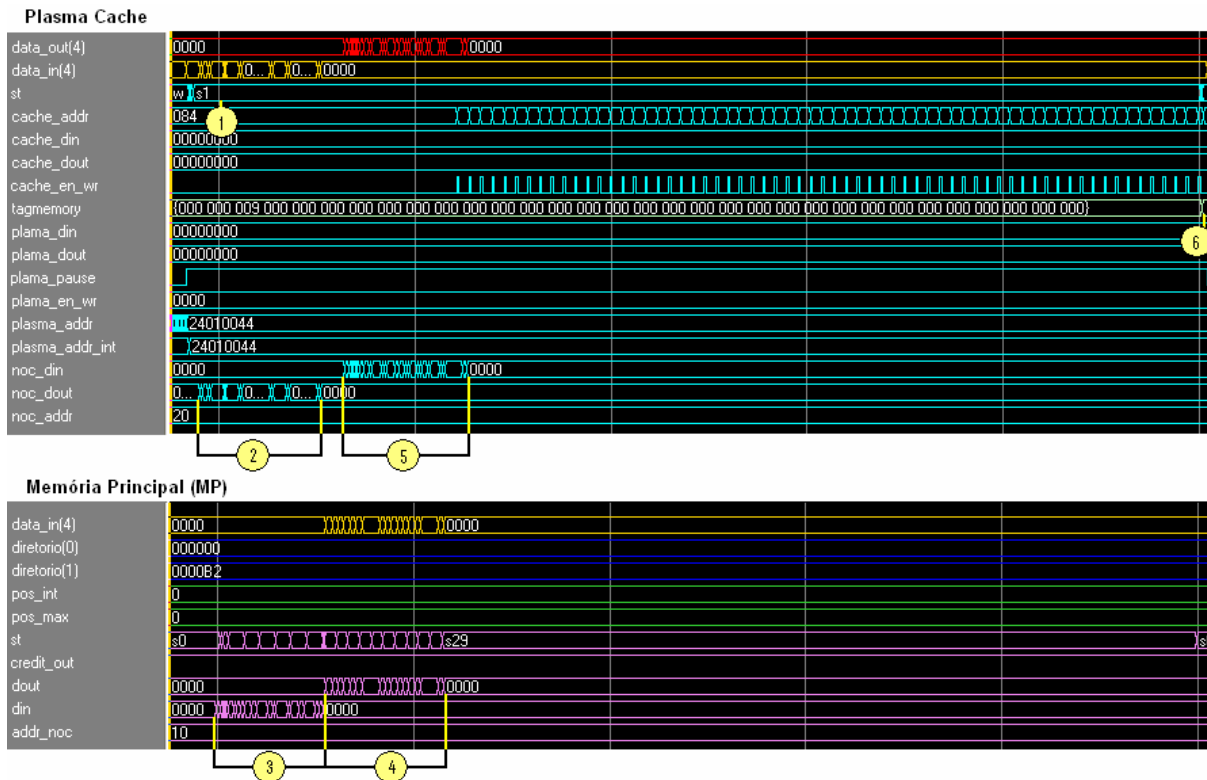 Plasma Cache
data_out(4) 0000 0000
data_in(4) 0... 0... 0000
st w s1
cache_addr 084
1
cache_din 00000000
cache_dout 00000000
cache_en_wr
tagmemory {000 000 009 000 000 000 000 000 000 000 000 000 000 000 000 000 000 000 000 000 000 000 000 000 000 000 000 000 000 000 000 000}
plama_din 00000000
6
plama_dout 00000000
plama_pause
plama_en_wr 0000
plasma_addr 24010044
plasma_addr_int 24010044
noc_din 0000 0000
noc_dout 0... 0... 0... 0000
noc_addr 20
2 5
Memória Principal (MP)
data_in(4) 0000 0000
diretorio(0) 000000
diretorio(1) 0000B2
pos_int 0
pos_max 0
st s0 s29 s
credit_out
dout 0000 0000
din 0000 0000
addr_noc 10
3 4